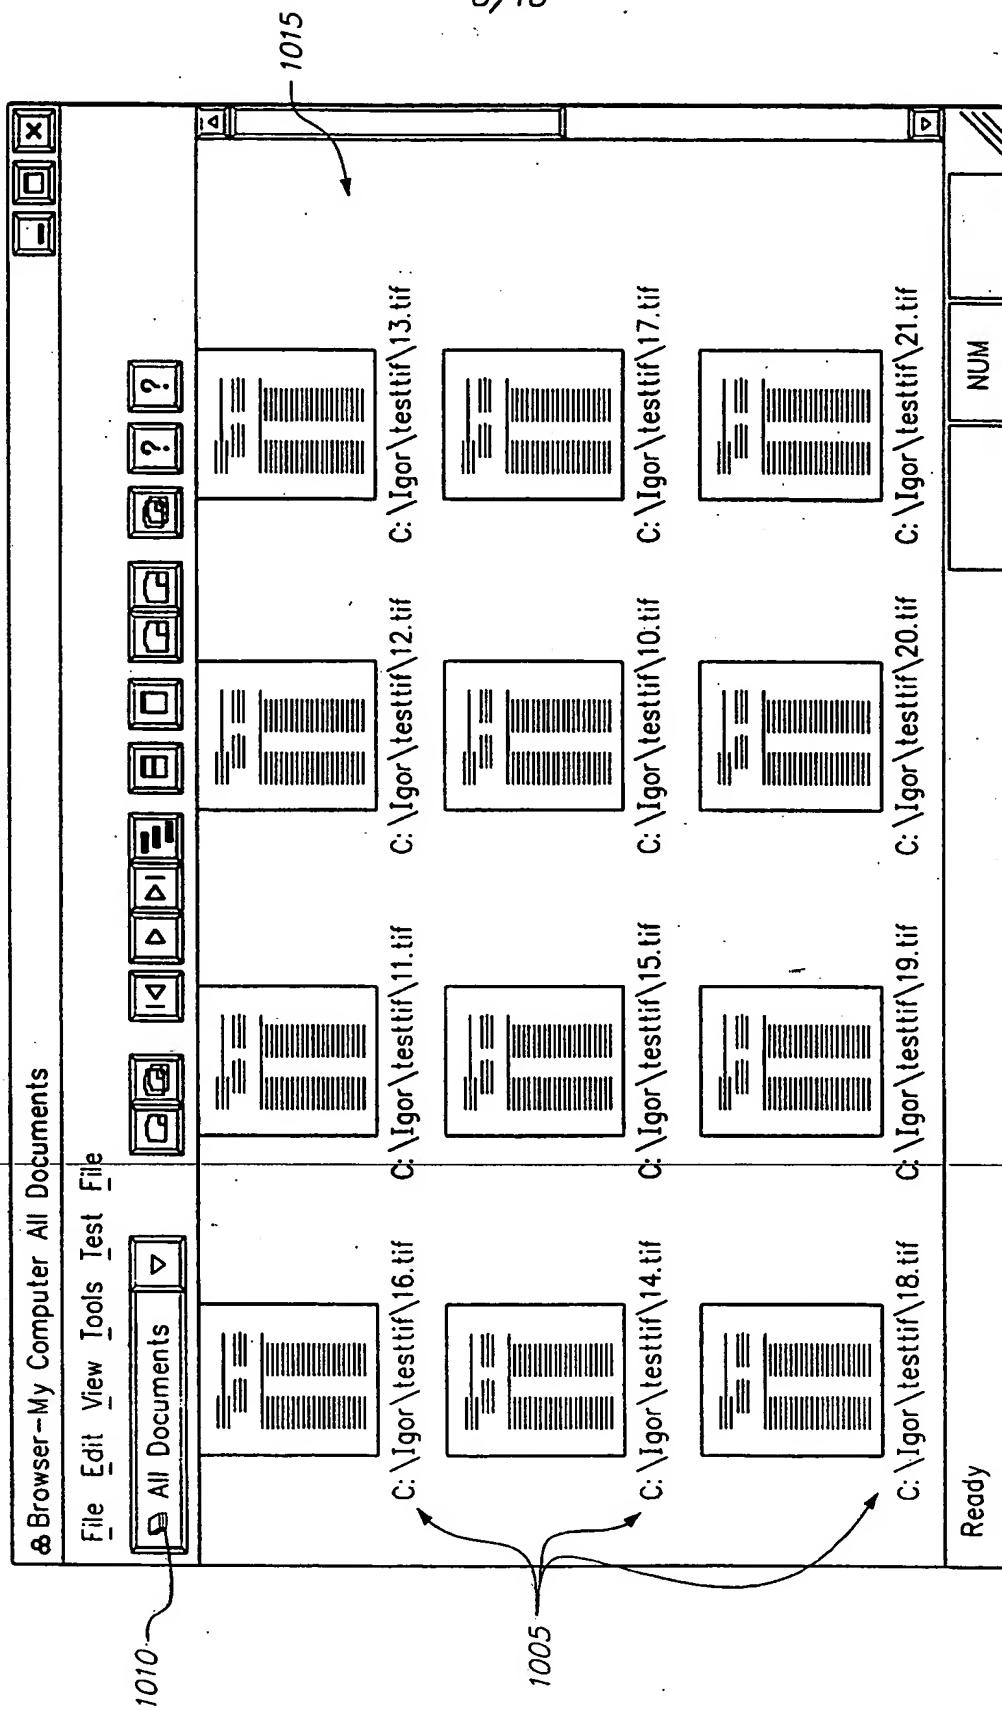 1015
& Browser-My Computer All Documents
File Edit View Tools Test File
1010
All Documents
? ?
C: \Igor\testtif\16.tif
C: \Igor\testtif\11.tif
C: \Igor\testtif\12.tif
C: \Igor\testtif\13.tif
1005
C: \Igor\testtif\14.tif
C: \Igor\testtif\15.tif
C: \Igor\testtif\10.tif
C: \Igor\testtif\17.tif
C: \Igor\testtif\18.tif
C: \Igor\testtif\19.tif
C: \Igor\testtif\20.tif
C: \Igor\testtif\21.tif
Ready
NUM